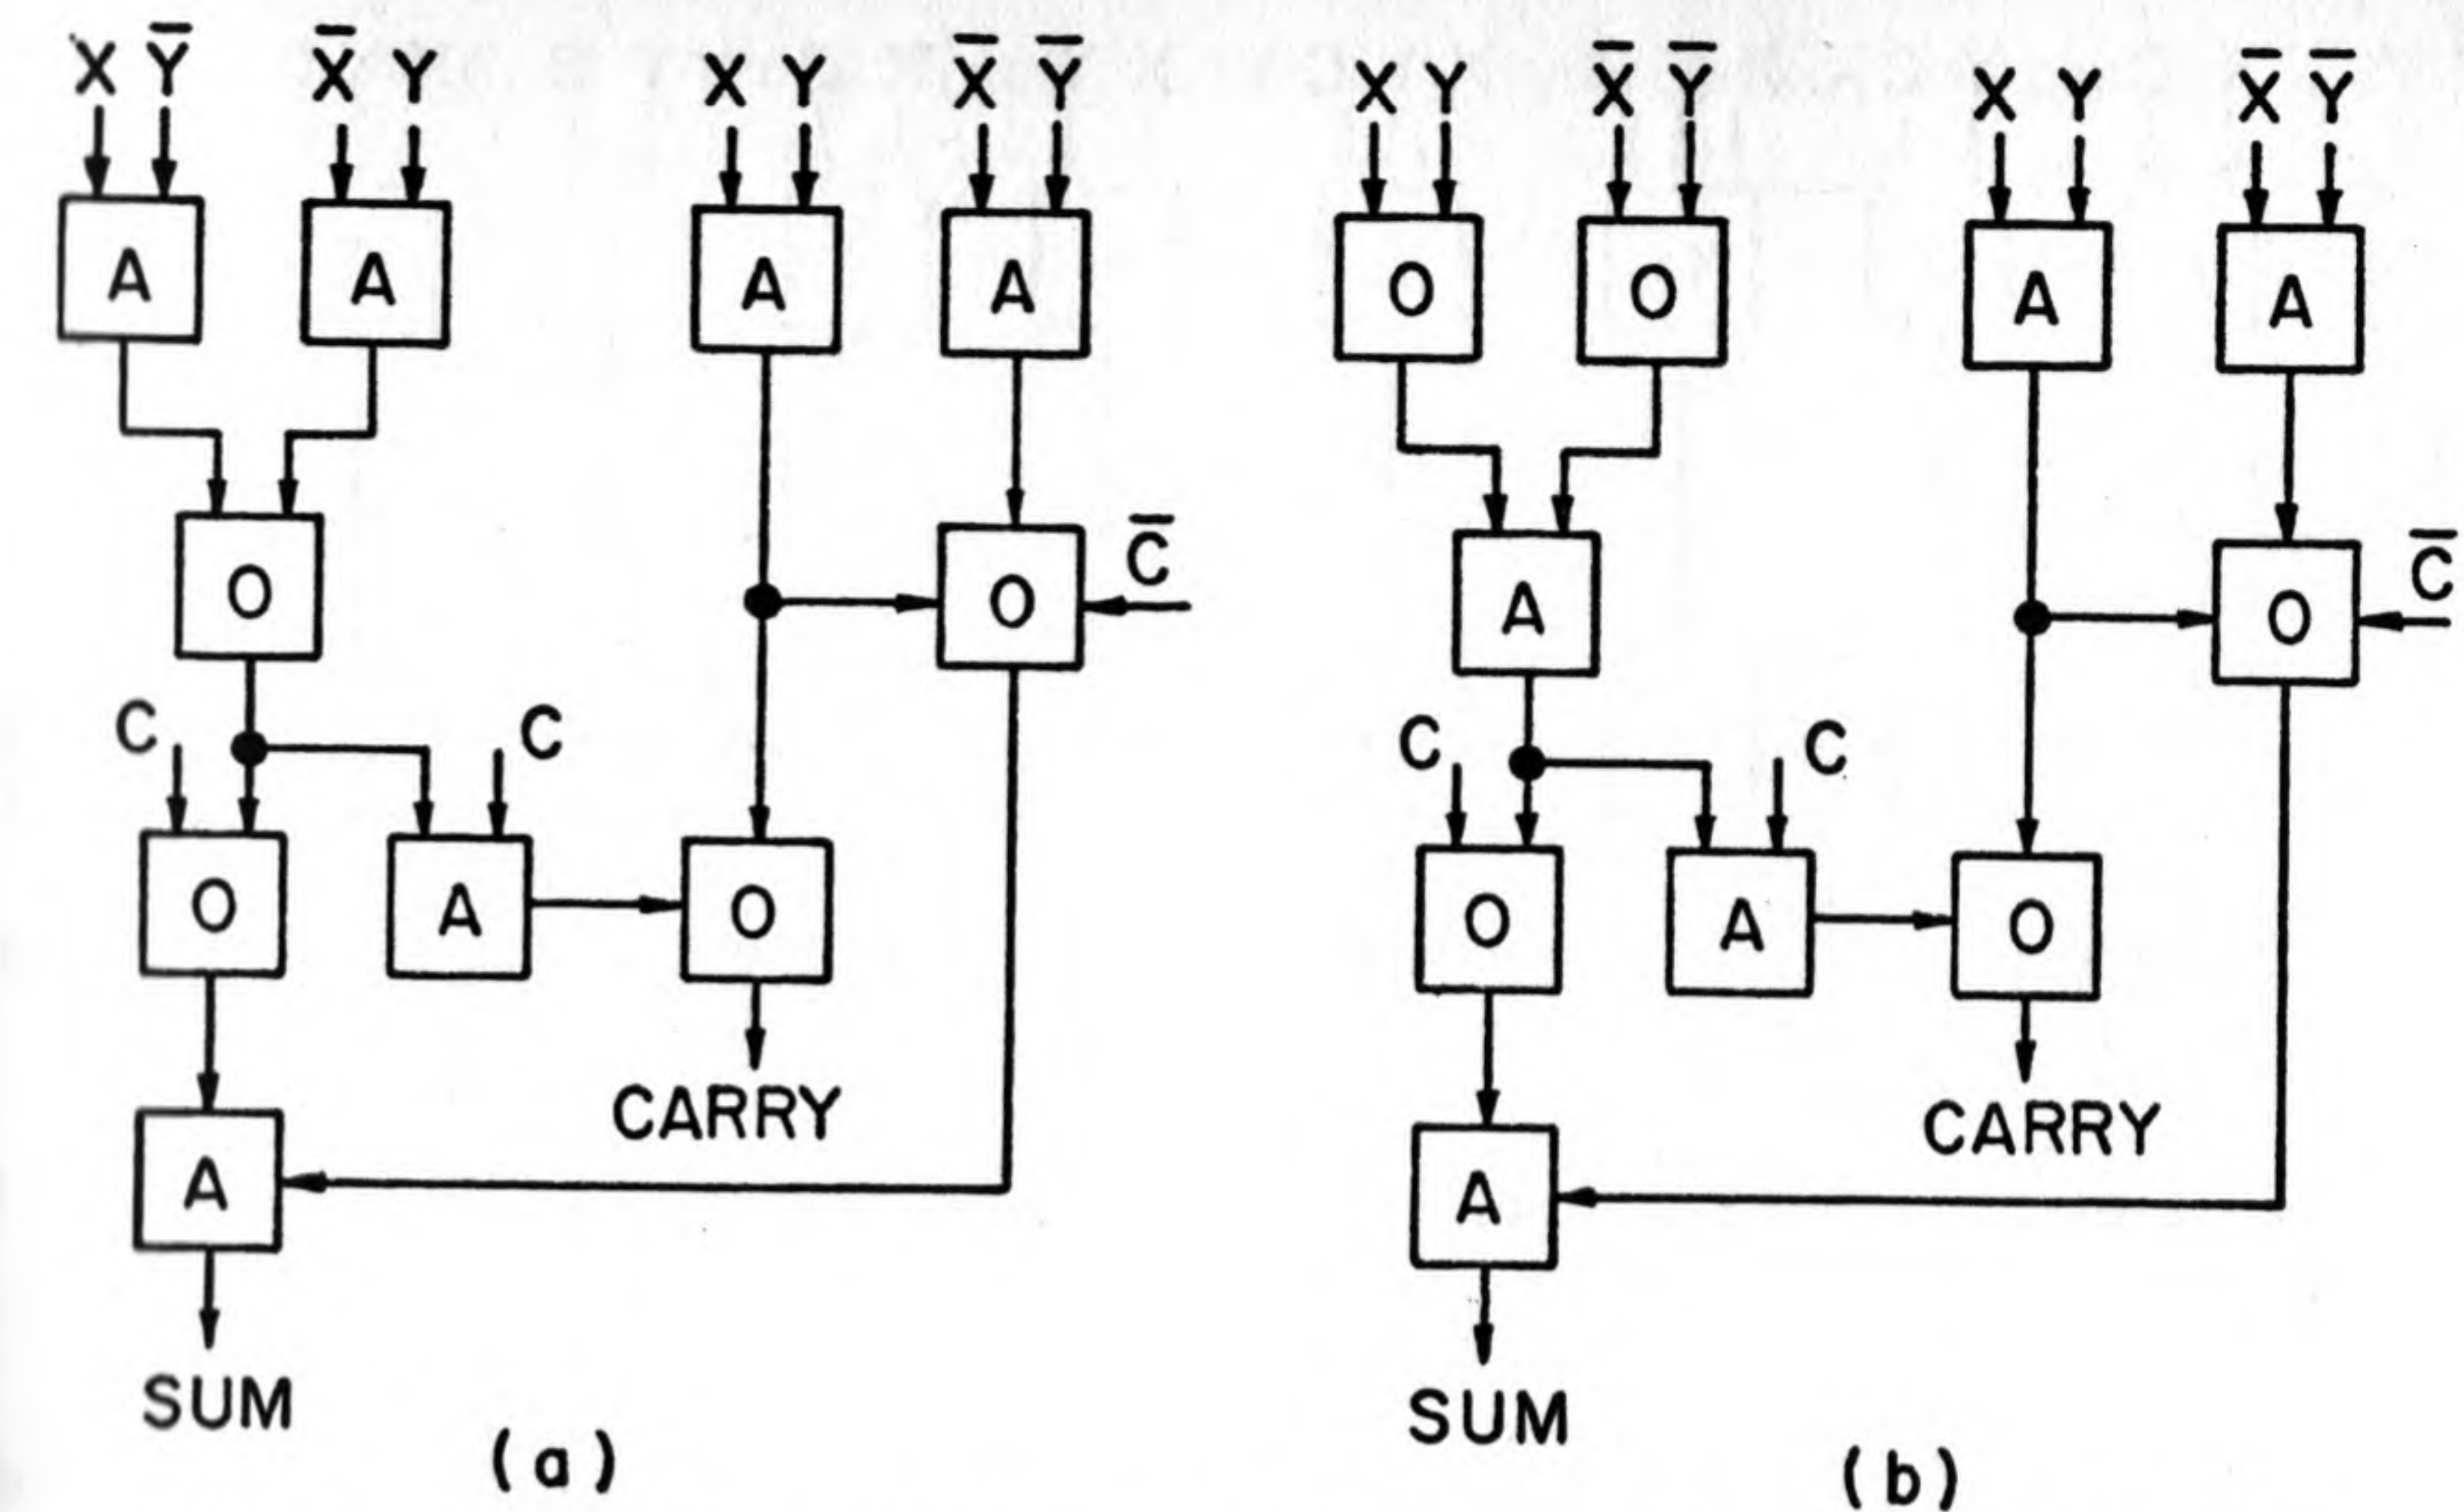 X Y̅ X̅ Y X Y X̅ Y̅
A A A A
O O C̅
C C
O A O
CARRY
A
SUM
(a)
X Y X̅ Y̅ X Y X̅ Y̅
O O A A
A O C̅
C C
O A O
CARRY
A
SUM
(b)